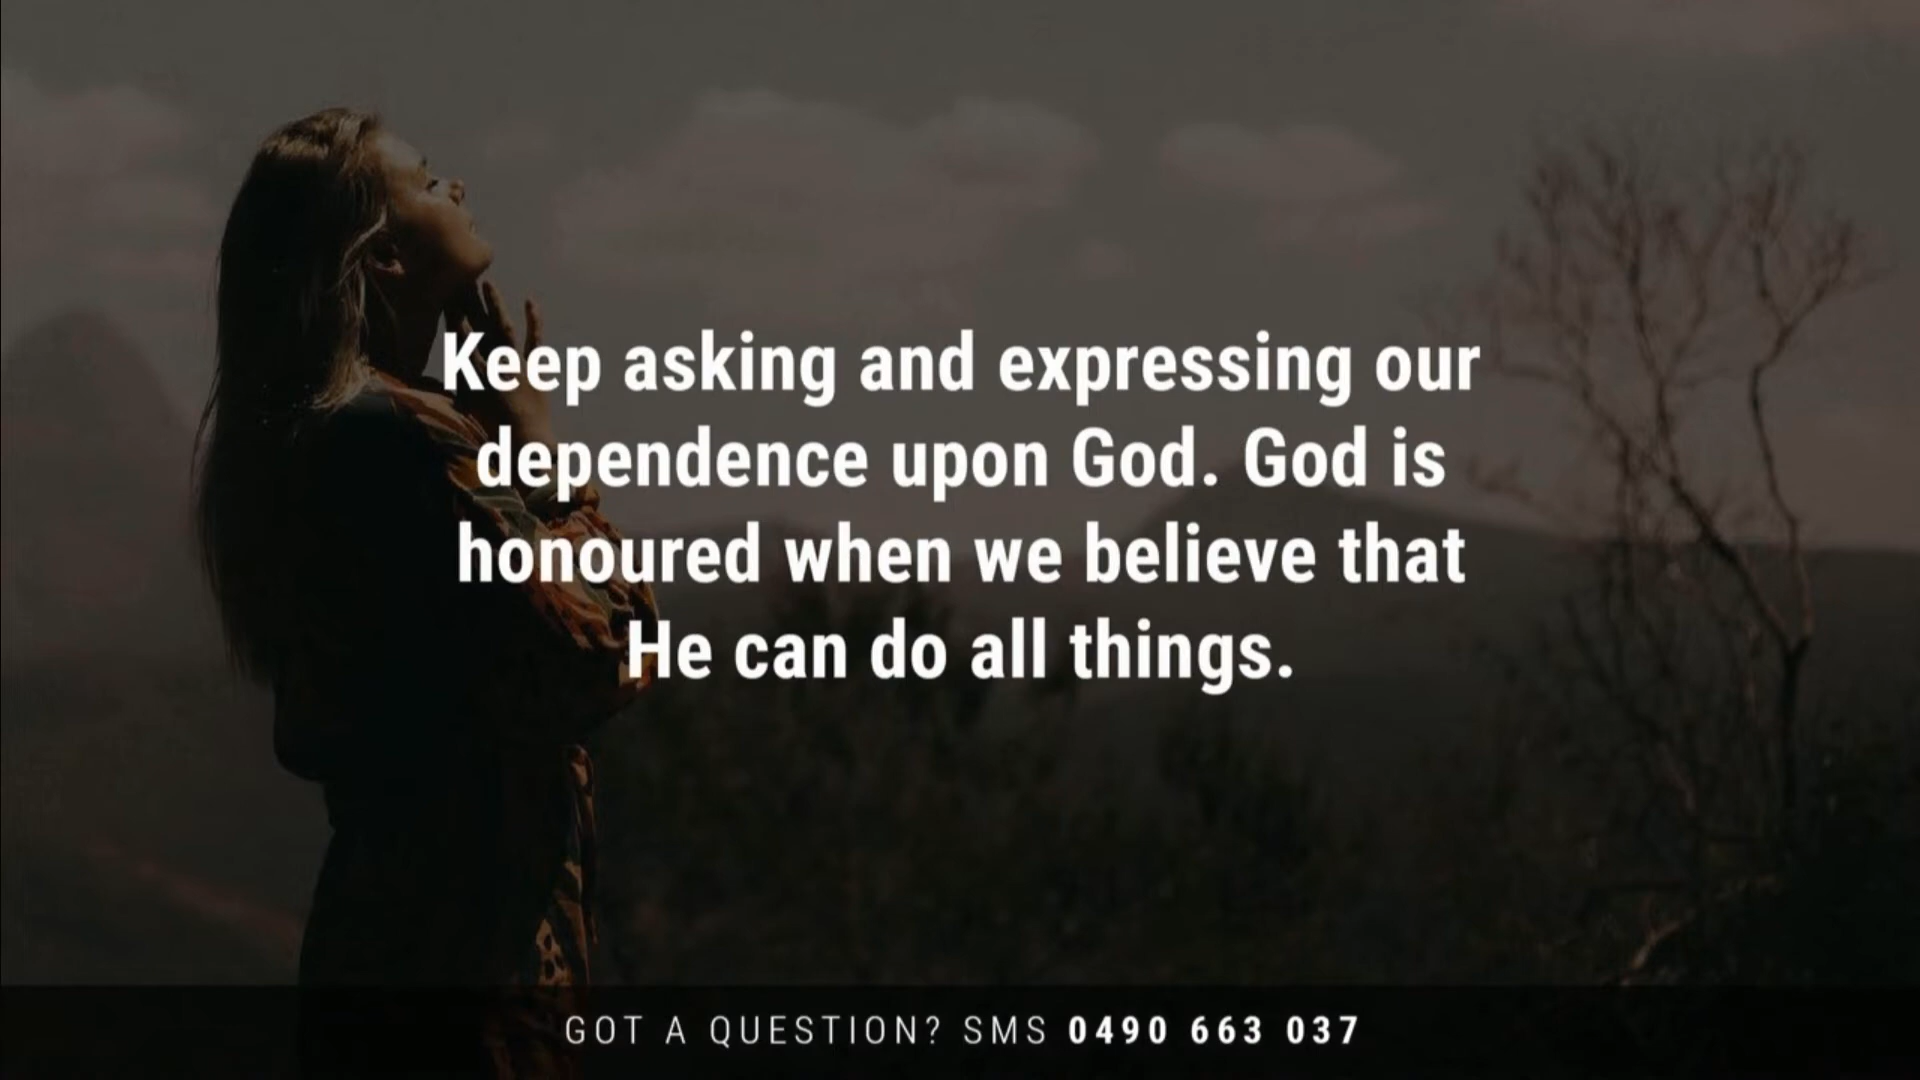 Keep asking and expressing our
dependence upon God. God is
honoured when we believe that
He can do all things.
GOT A QUESTION? SMS 0490 663 037